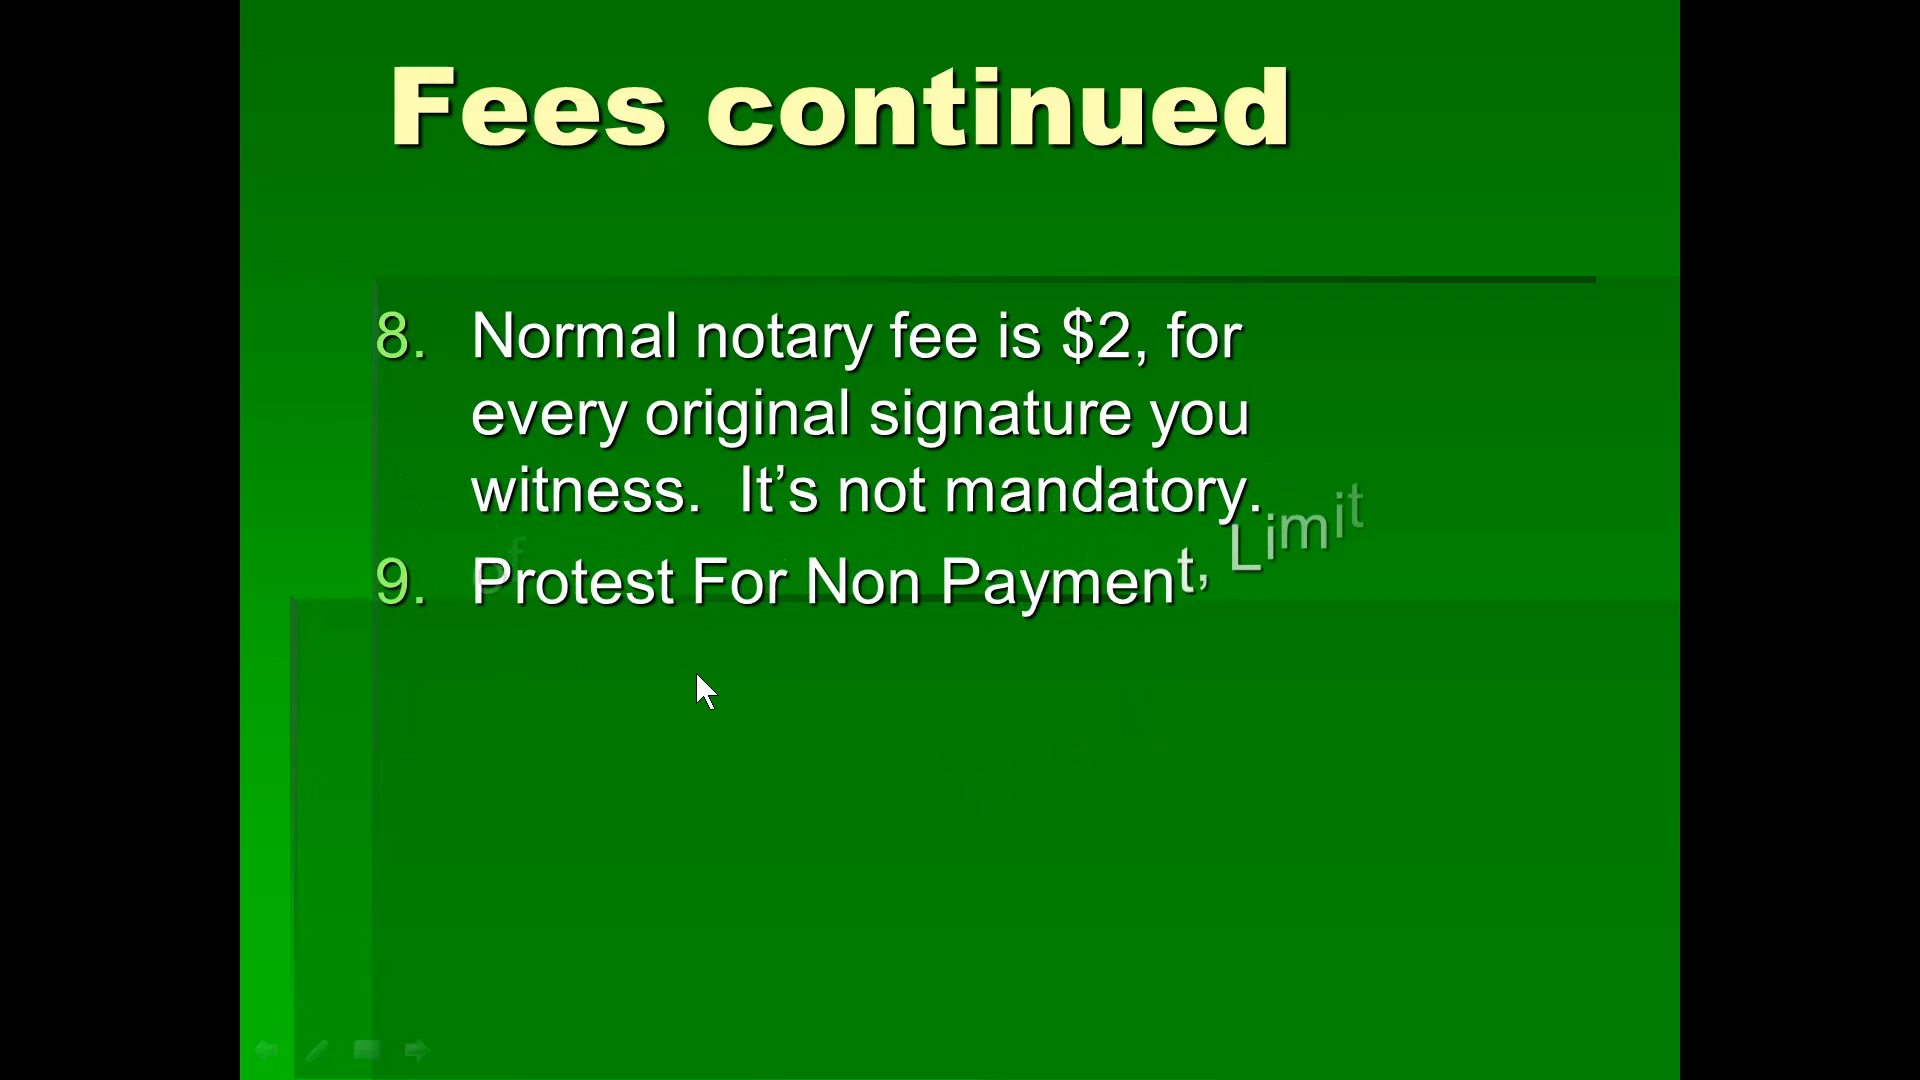 Fees continued
8. Normal notary fee is $2, for
every original signature you
witness.  It’s not mandatory.
9. Protest For Non Payment, Limit
of